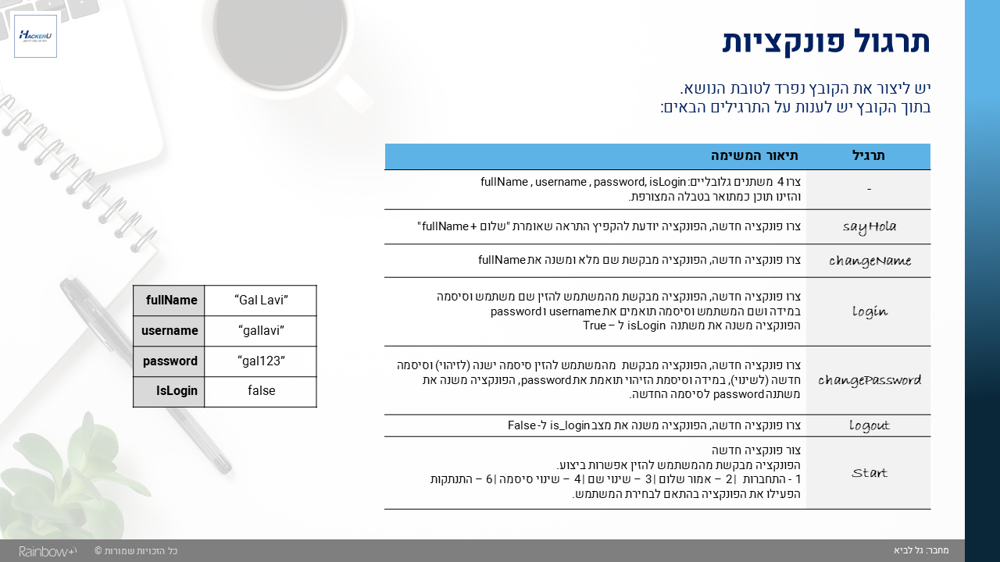 HACKERU
תרגול פונקציות
יש ליצור את הקובץ נפרד לטובת הנושא.
בתוך הקובץ יש לענות על התרגילים הבאים:
תרגיל
תיאור המשימה
-
צרו 4 משתנים גלובליים: fullName , username , password, isLogin
והזינו תוכן כמתואר בטבלה המצורפת.
sayHola
צרו פונקציה חדשה, הפונקציה יודעת להקפיץ התראה שאומרת "שלום + fullName"
changeName
צרו פונקציה חדשה, הפונקציה מבקשת שם מלא ומשנה את fullName
login
צרו פונקציה חדשה, הפונקציה מבקשת מהמשתמש להזין שם משתמש וסיסמה
במידה ושם המשתמש וסיסמה תואמים את username ו password
הפונקציה משנה את משתנה isLogin ל – True
changePassword
צרו פונקציה חדשה, הפונקציה מבקשת מהמשתמש להזין סיסמה ישנה (לזיהוי) וסיסמה
חדשה (לשינוי), במידה וסיסמת הזיהוי תואמת את password, הפונקציה משנה את
משתנה password לסיסמה החדשה.
logout
צרו פונקציה חדשה, הפונקציה משנה את מצב is_login ל- False
Start
צור פונקציה חדשה
הפונקציה מבקשת מהמשתמש להזין אפשרות ביצוע.
1 - התחברות | 2 – אמור שלום | 3 – שינוי שם | 4 – שינוי סיסמה | 6 – התנתקות
הפעילו את הפונקציה בהתאם לבחירת המשתמש.
fullName “Gal Lavi”
username “gallavi”
password “gal123”
IsLogin false
מחבר: גל לביא
כל הזכויות שמורות ©
Rainbow+